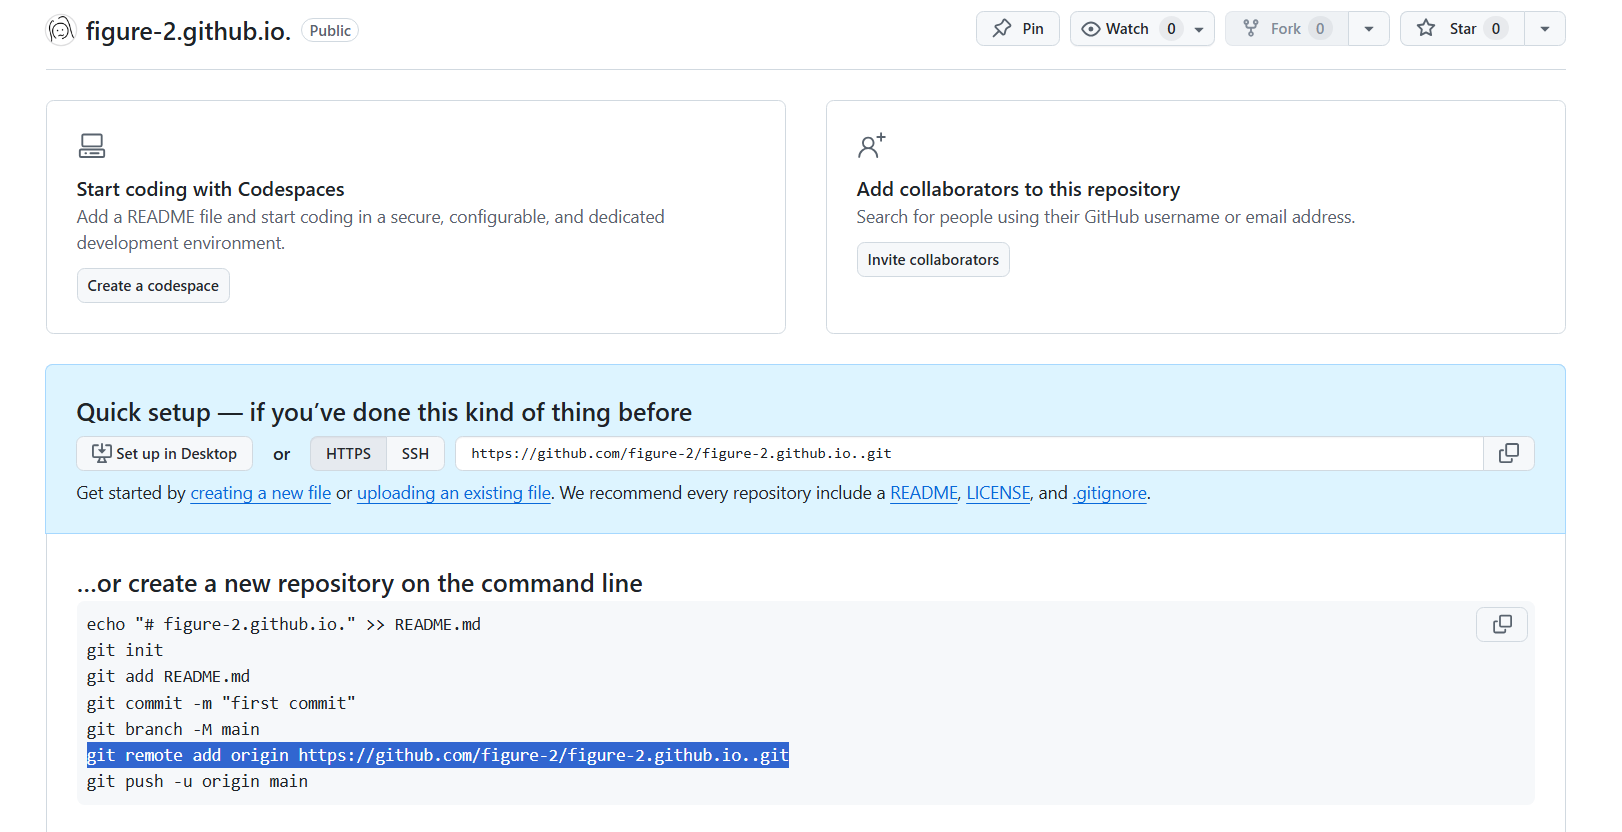 figure-2.github.io. Public
Pin
Watch 0
Fork 0
Star 0
Start coding with Codespaces
Add a README file and start coding in a secure, configurable, and dedicated
development environment.
Create a codespace
Add collaborators to this repository
Search for people using their GitHub username or email address.
Invite collaborators
Quick setup — if you’ve done this kind of thing before
Set up in Desktop or HTTPS SSH https://github.com/figure-2/figure-2.github.io..git
Get started by creating a new file or uploading an existing file. We recommend every repository include a README, LICENSE, and .gitignore.
…or create a new repository on the command line
echo "# figure-2.github.io." >> README.md
git init
git add README.md
git commit -m "first commit"
git branch -M main
git remote add origin https://github.com/figure-2/figure-2.github.io..git
git push -u origin main